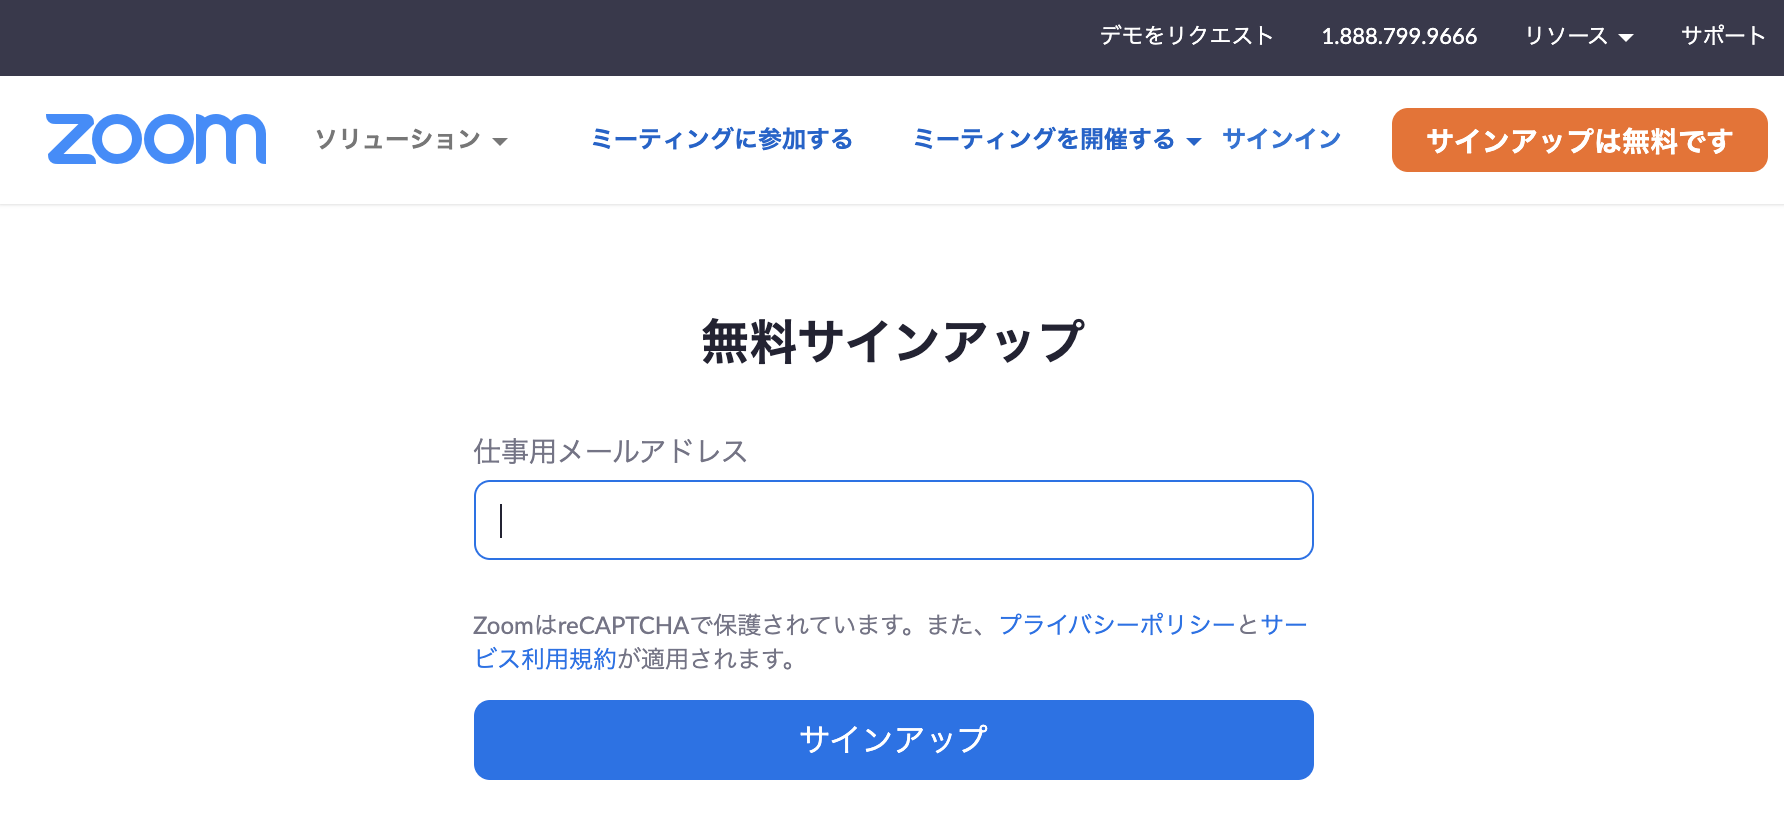 デモをリクエスト 1.888.799.9666 リソース サポート
zoom ソリューション ミーティングに参加する ミーティングを開催する サインイン サインアップは無料です
無料サインアップ
仕事用メールアドレス
ZoomはreCAPTCHAで保護されています。また、プライバシーポリシーとサー
ビス利用規約が適用されます。
サインアップ